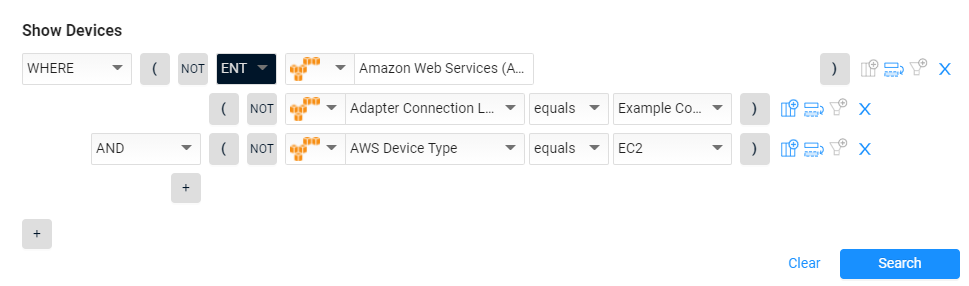 Show Devices
WHERE ( NOT ENT Amazon Web Services (A... )
( NOT Adapter Connection L... equals Example Co... )
AND ( NOT AWS Device Type equals EC2 )
+
+
Clear Search